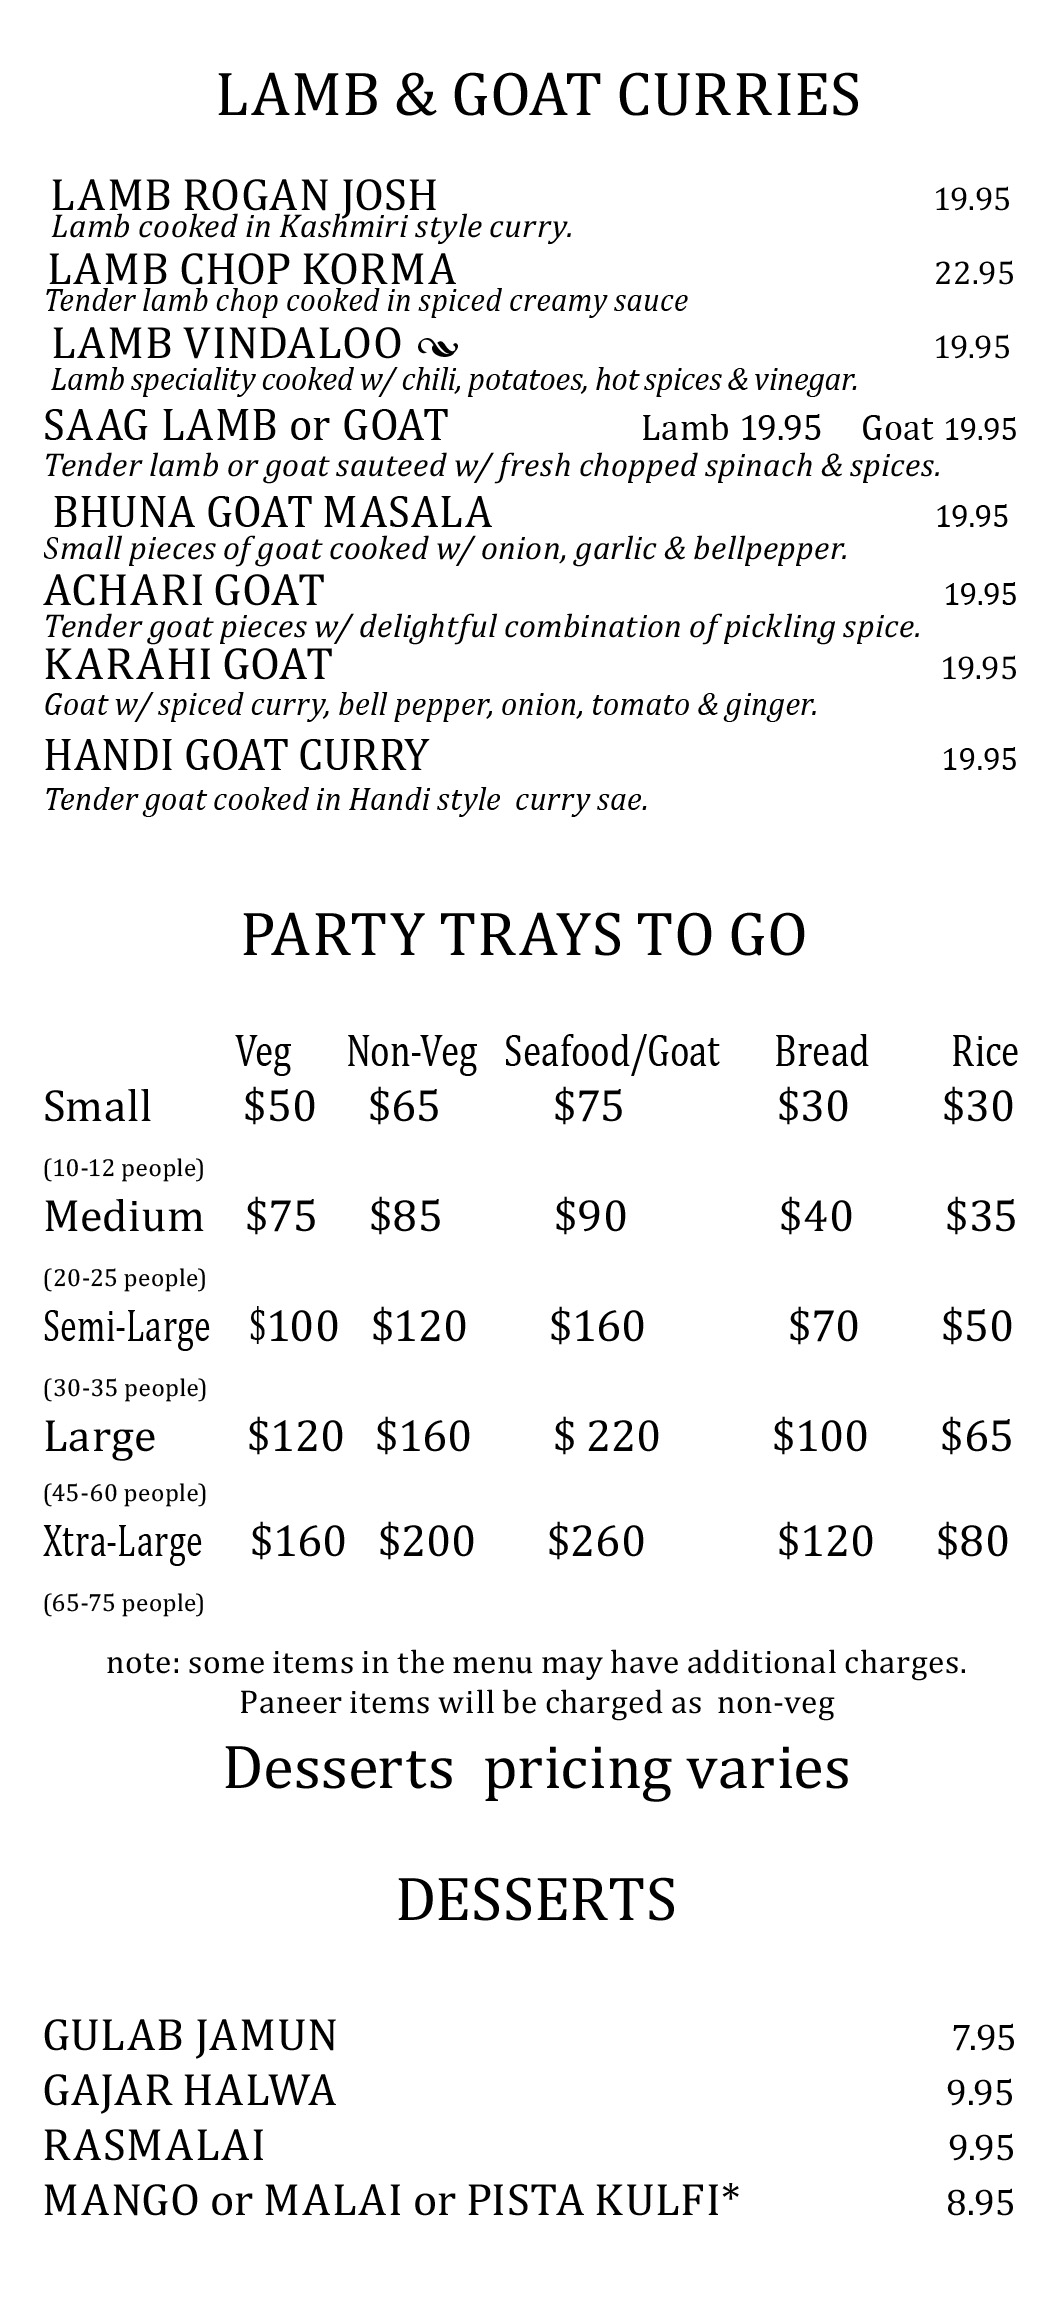 LAMB & GOAT CURRIES
LAMB ROGAN JOSH 19.95
Lamb cooked in Kashmiri style curry.
LAMB CHOP KORMA 22.95
Tender lamb chop cooked in spiced creamy sauce
LAMB VINDALOO 19.95
Lamb speciality cooked w/ chili, potatoes, hot spices & vinegar.
SAAG LAMB or GOAT Lamb 19.95 Goat 19.95
Tender lamb or goat sauteed w/ fresh chopped spinach & spices.
BHUNA GOAT MASALA 19.95
Small pieces of goat cooked w/ onion, garlic & bellpepper.
ACHARI GOAT 19.95
Tender goat pieces w/ delightful combination of pickling spice.
KARAHI GOAT 19.95
Goat w/ spiced curry, bell pepper, onion, tomato & ginger.
HANDI GOAT CURRY 19.95
Tender goat cooked in Handi style curry sae.
PARTY TRAYS TO GO
Veg Non-Veg Seafood/Goat Bread Rice
Small $50 $65 $75 $30 $30
(10-12 people)
Medium $75 $85 $90 $40 $35
(20-25 people)
Semi-Large $100 $120 $160 $70 $50
(30-35 people)
Large $120 $160 $ 220 $100 $65
(45-60 people)
Xtra-Large $160 $200 $260 $120 $80
(65-75 people)
note: some items in the menu may have additional charges.
Paneer items will be charged as non-veg
Desserts pricing varies
DESSERTS
GULAB JAMUN 7.95
GAJAR HALWA 9.95
RASMALAI 9.95
MANGO or MALAI or PISTA KULFI* 8.95